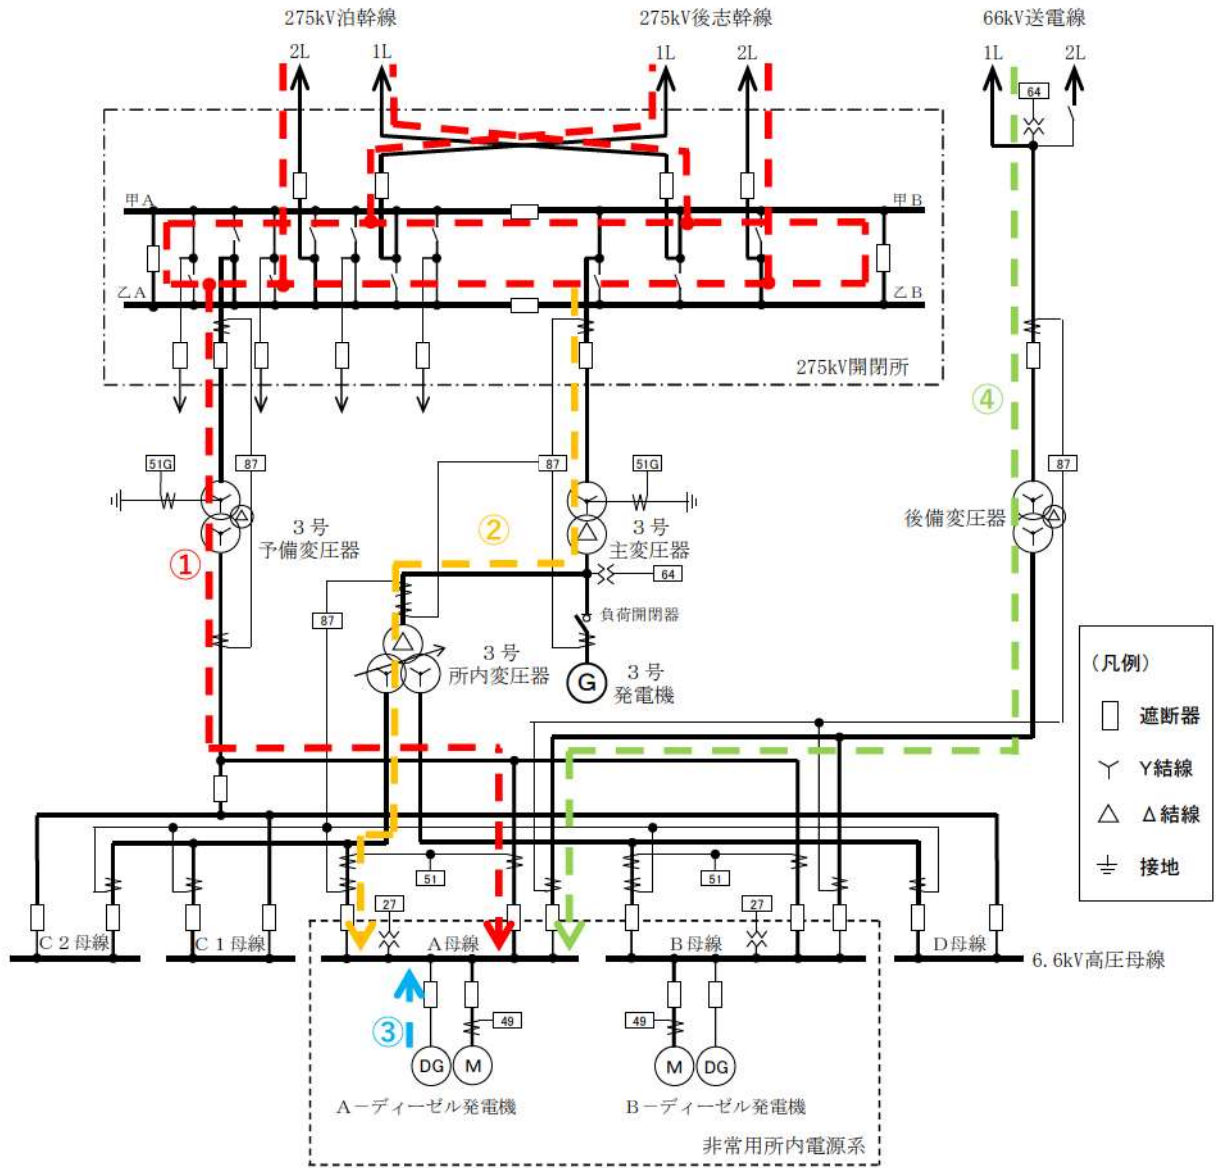 275kV泊幹線
275kV後志幹線
66kV送電線
2L
1L
1L
2L
1L
2L
64
甲A
甲B
乙A
乙B
275kV開閉所
④
51G
87
87
51G
87
3号
予備変圧器
②
3号
主変圧器
後備変圧器
①
64
87
負荷開閉器
3号
所内変圧器
G
3号
発電機
(凡例)
遮断器
Y結線
Δ結線
接地
51
51
27
27
C2母線
C1母線
A母線
B母線
D母線
6.6kV高圧母線
③
49
49
DG
M
M
DG
A-ディーゼル発電機
B-ディーゼル発電機
非常用所内電源系